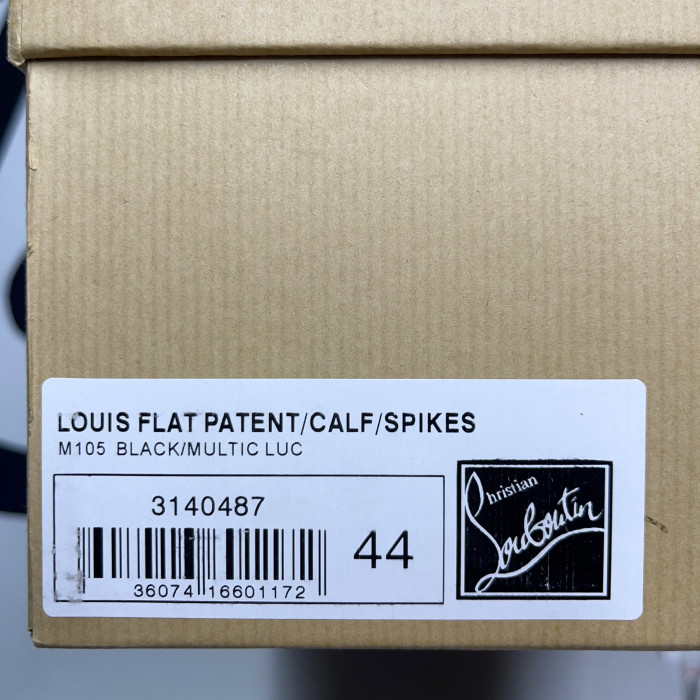 LOUIS FLAT PATENT/CALF/SPIKES
M105 BLACK/MULTIC LUC
3140487
44
36074 16601172
Christian
Louboutin